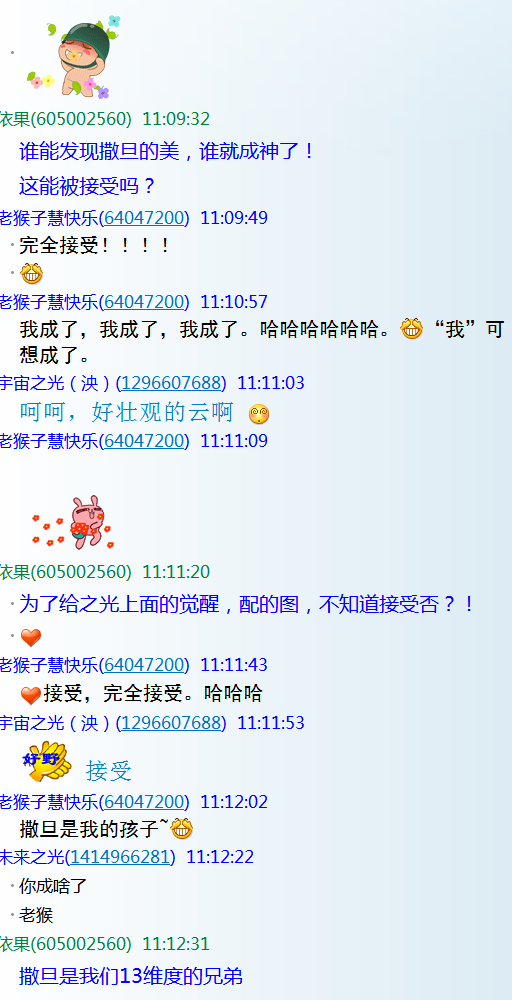 依果(605002560) 11:09:32
谁能发现撒旦的美，谁就成神了！
这能被接受吗？
老猴子慧快乐(64047200) 11:09:49
完全接受！！！！
老猴子慧快乐(64047200) 11:10:57
我成了，我成了，我成了。哈哈哈哈哈哈。“我”可
想成了。
宇宙之光（泱）(1296607688) 11:11:03
呵呵，好壮观的云啊
老猴子慧快乐(64047200) 11:11:09
依果(605002560) 11:11:20
为了给之光上面的觉醒，配的图，不知道接受否？！
老猴子慧快乐(64047200) 11:11:43
接受，完全接受。哈哈哈
宇宙之光（泱）(1296607688) 11:11:53
好野 接受
老猴子慧快乐(64047200) 11:12:02
撒旦是我的孩子~
未来之光(1414966281) 11:12:22
你成啥了
老猴
依果(605002560) 11:12:31
撒旦是我们13维度的兄弟